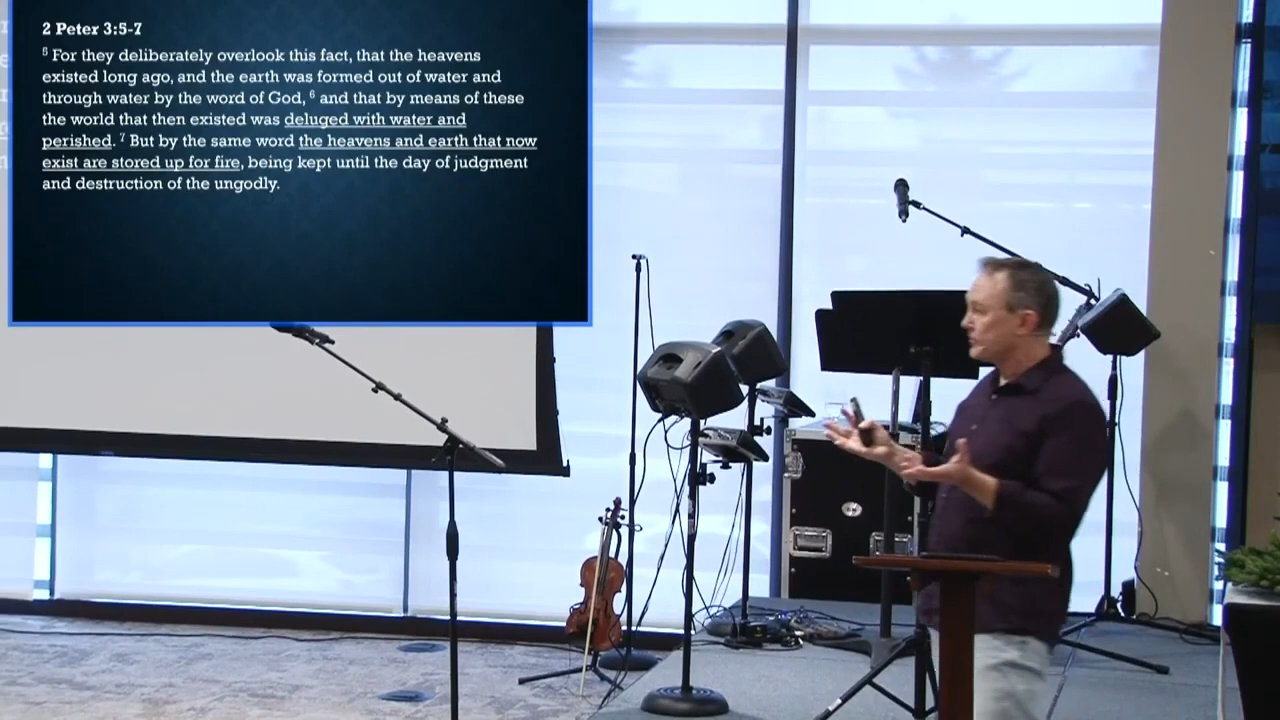 2 Peter 3:5-7
5 For they deliberately overlook this fact, that the heavens
existed long ago, and the earth was formed out of water and
through water by the word of God, 6 and that by means of these
the world that then existed was deluged with water and
perished. 7 But by the same word the heavens and earth that now
exist are stored up for fire, being kept until the day of judgment
and destruction of the ungodly.